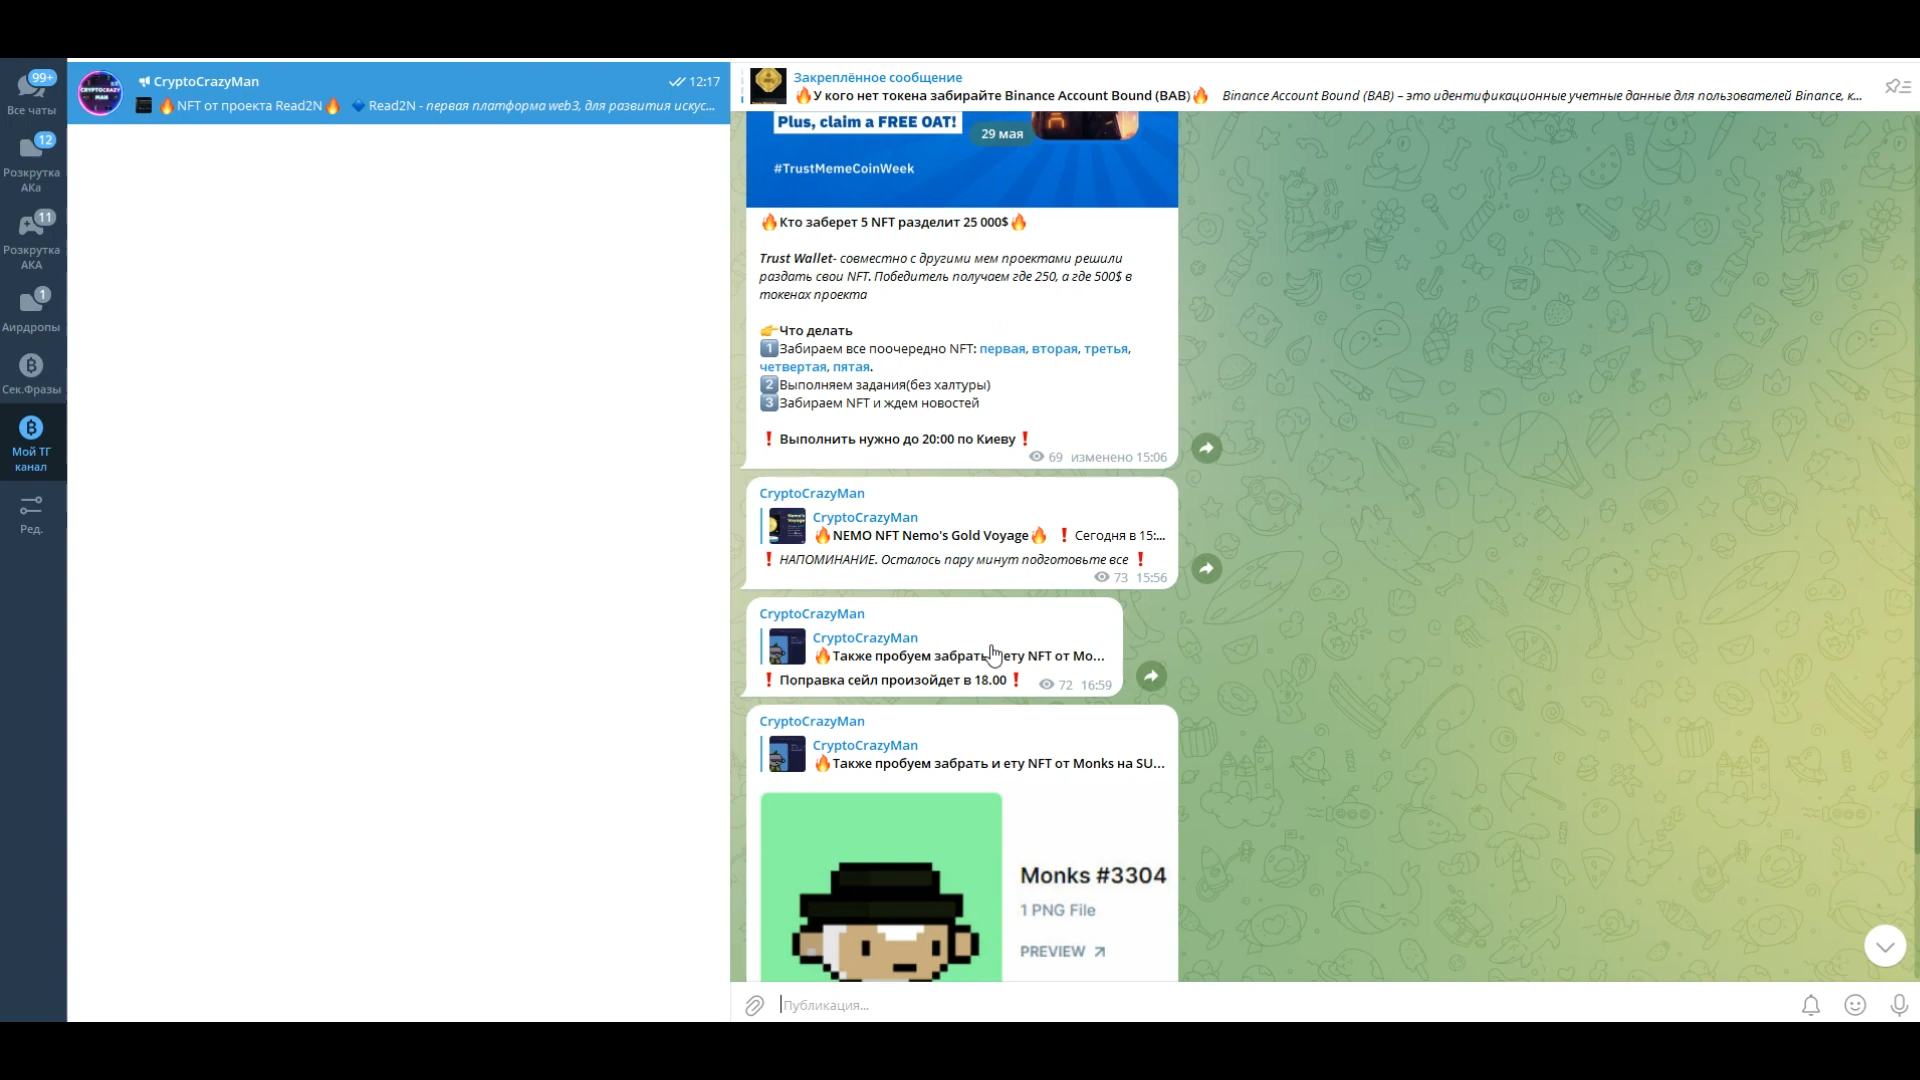 99+
Все чаты
12
Розкрутка
АКа
11
Розкрутка
АКА
1
Аирдропы
Сек.Фразы
Мой ТГ
канал
Ред.
CRYPTOCRAZY
MAN
CryptoCrazyMan
12:17
🔥NFT от проекта Read2N🔥 🔷Read2N - первая платформа web3, для развития искус...
Закреплённое сообщение
🔥У кого нет токена забирайте Binance Account Bound (BAB)🔥 Binance Account Bound (BAB) – это идентификационные учетные данные для пользователей Binance, к...
Plus, claim a FREE OAT!
29 мая
#TrustMemeCoinWeek
🔥Кто заберет 5 NFT разделит 25 000$🔥
Trust Wallet- совместно с другими мем проектами решили
раздать свои NFT. Победитель получаем где 250, а где 500$ в
токенах проекта
👉Что делать
1️⃣Забираем все поочередно NFT: первая, вторая, третья,
четвертая, пятая.
2️⃣Выполняем задания(без халтуры)
3️⃣Забираем NFT и ждем новостей
❗Выполнить нужно до 20:00 по Киеву❗
69 изменено 15:06
CryptoCrazyMan
CryptoCrazyMan
🔥NEMO NFT Nemo's Gold Voyage🔥 ❗Сегодня в 15:...
❗НАПОМИНАНИЕ. Осталось пару минут подготовьте все❗
73 15:56
CryptoCrazyMan
CryptoCrazyMan
🔥Также пробуем забрать ету NFT от Mo...
❗Поправка сейл произойдет в 18.00❗
72 16:59
CryptoCrazyMan
CryptoCrazyMan
🔥Также пробуем забрать и ету NFT от Monks на SU...
Monks #3304
1 PNG File
PREVIEW
Публикация...